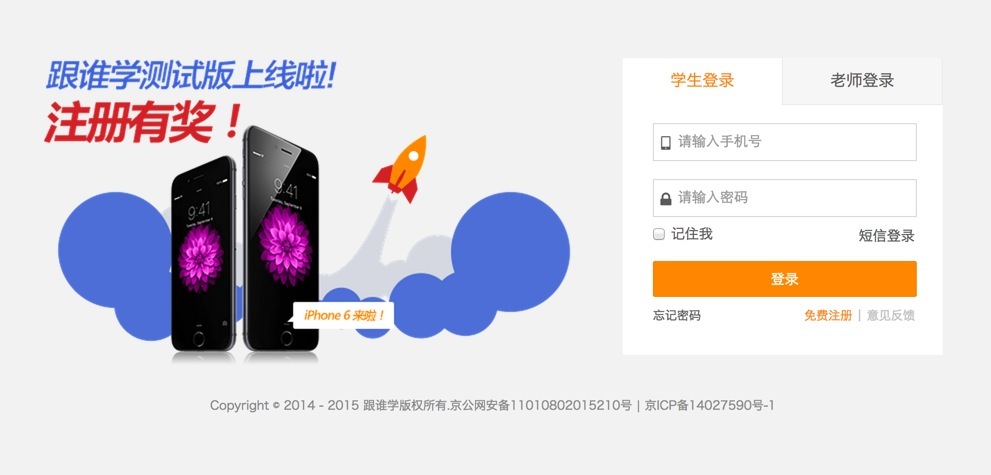 跟谁学测试版上线啦!
注册有奖！
9:41
9:41
iPhone 6 来啦！
学生登录
老师登录
请输入手机号
请输入密码
记住我
短信登录
登录
忘记密码
免费注册 | 意见反馈
Copyright © 2014 - 2015 跟谁学版权所有.京公网安备11010802015210号 | 京ICP备14027590号-1